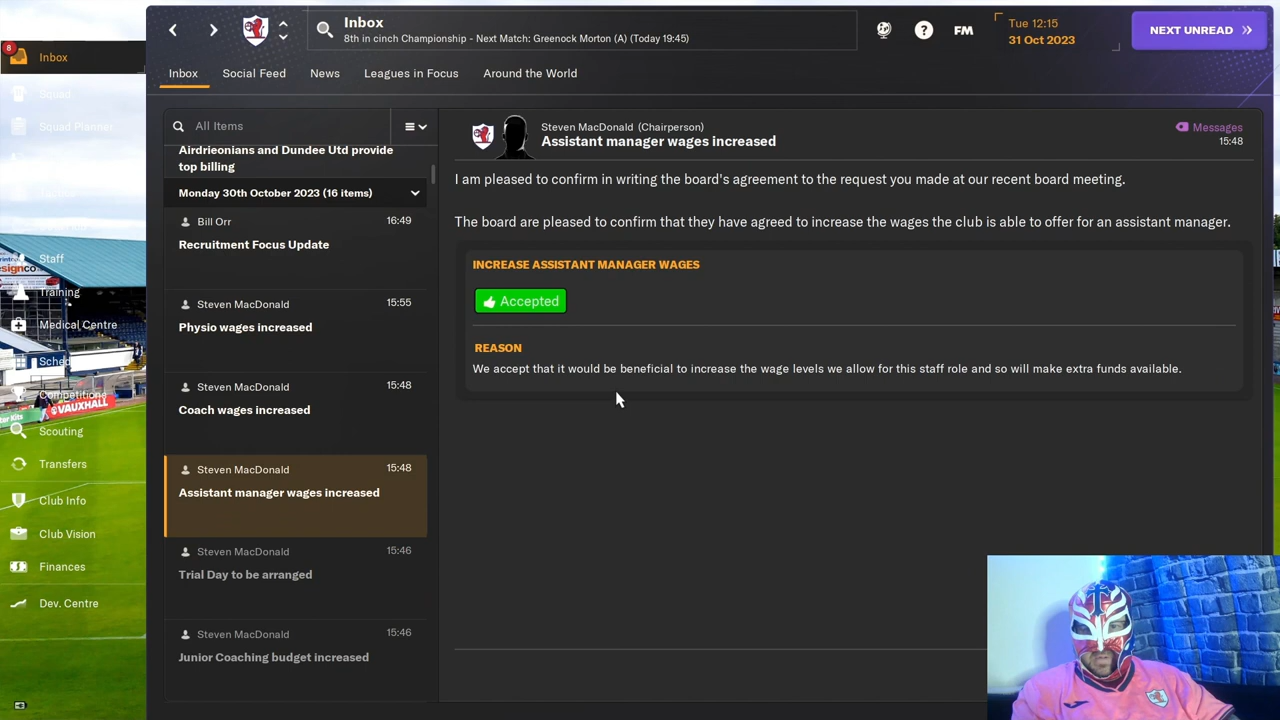 Inbox
8th in cinch Championship - Next Match: Greenock Morton (A) (Today 19:45)
FM
Tue 12:15
31 Oct 2023
NEXT UNREAD
8
Inbox
Squad
Squad Planner
Staff
Training
Medical Centre
Sched
Competitions
Scouting
Transfers
Club Info
Club Vision
Finances
Dev. Centre
VAUXHALL
Inbox
Social Feed
News
Leagues in Focus
Around the World
All Items
Airdrieonians and Dundee Utd provide
top billing
Monday 30th October 2023 (16 items)
Bill Orr 16:49
Recruitment Focus Update
Steven MacDonald 15:55
Physio wages increased
Steven MacDonald 15:48
Coach wages increased
Steven MacDonald 15:48
Assistant manager wages increased
Steven MacDonald 15:46
Trial Day to be arranged
Steven MacDonald 15:46
Junior Coaching budget increased
Steven MacDonald (Chairperson)
Assistant manager wages increased
Messages
15:48
I am pleased to confirm in writing the board's agreement to the request you made at our recent board meeting.
The board are pleased to confirm that they have agreed to increase the wages the club is able to offer for an assistant manager.
INCREASE ASSISTANT MANAGER WAGES
Accepted
REASON
We accept that it would be beneficial to increase the wage levels we allow for this staff role and so will make extra funds available.